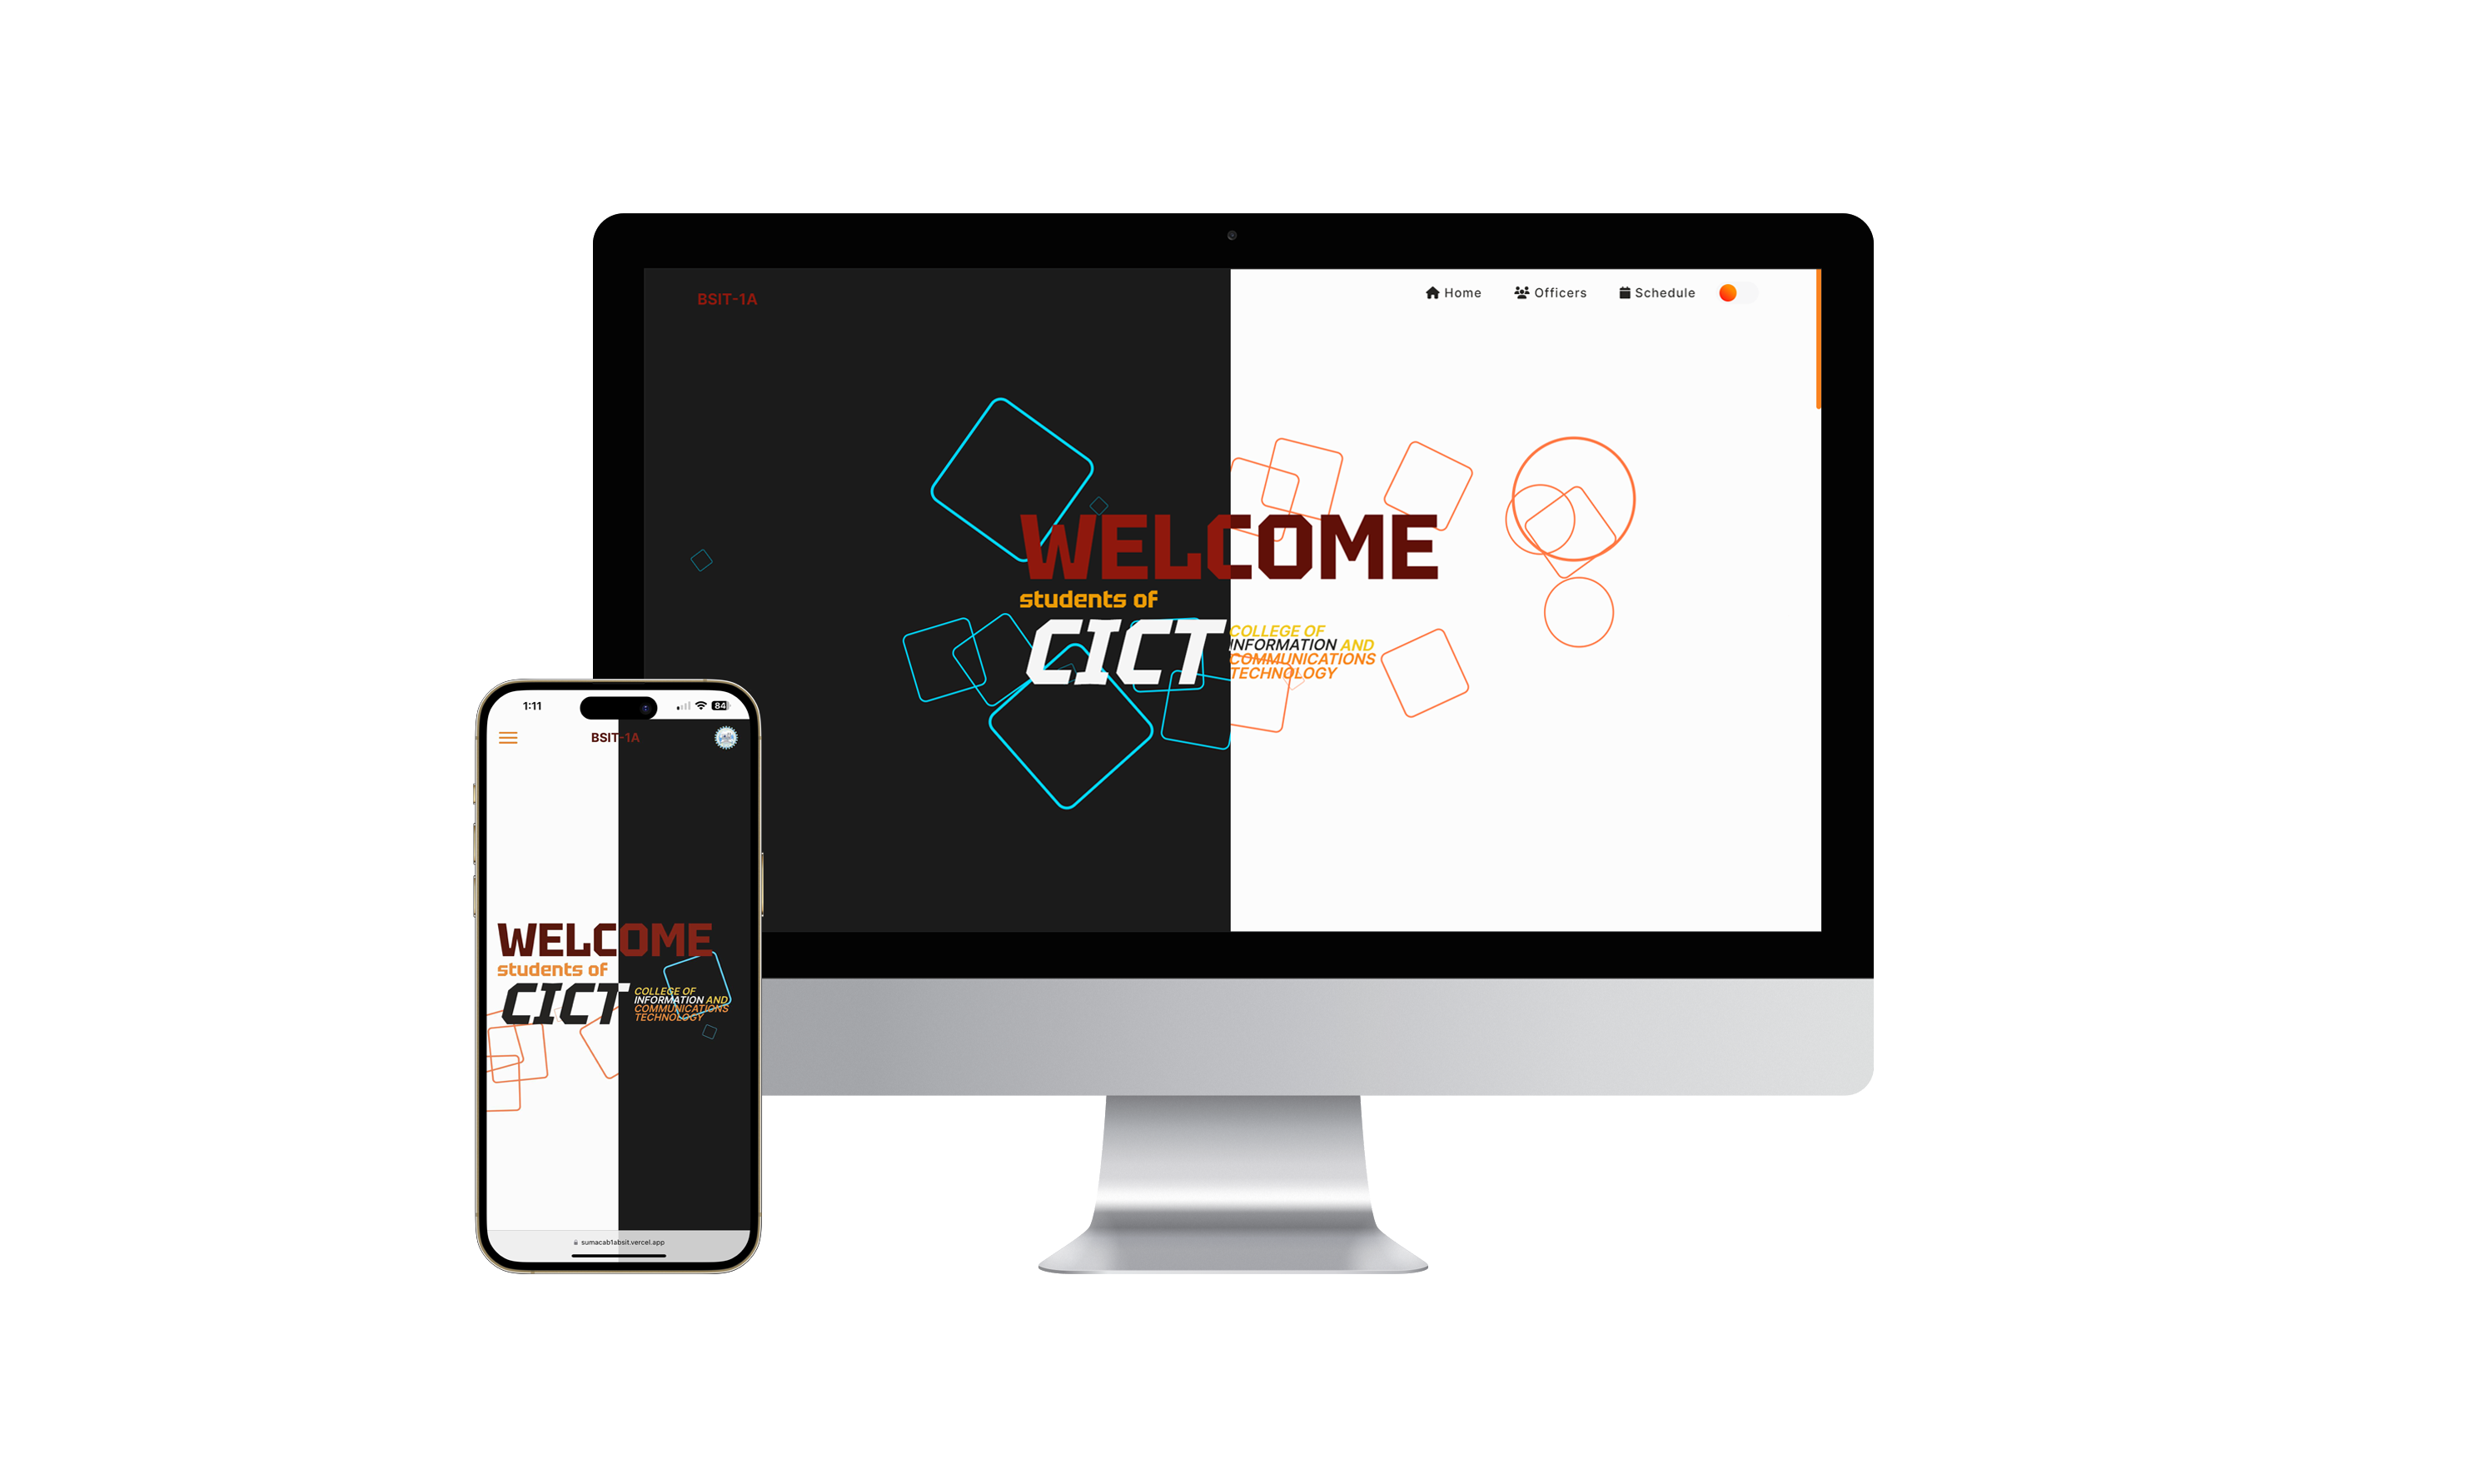 BSIT-1A
Home Officers Schedule
WELCOME
students of
CICT
COLLEGE OF
INFORMATION AND
COMMUNICATIONS
TECHNOLOGY
1:11 84
BSIT-1A
WELCOME
students of
CICT
COLLEGE OF
INFORMATION AND
COMMUNICATIONS
TECHNOLOGY
sumacab1absit.vercel.app